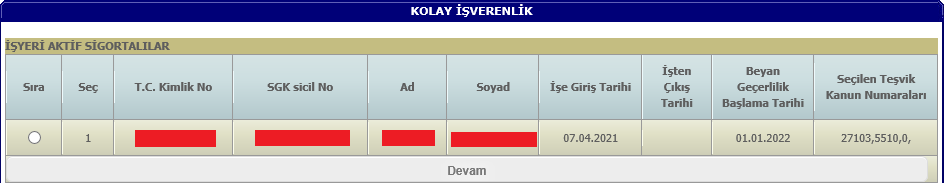 KOLAY İŞVERENLİK
İŞYERİ AKTİF SİGORTALILAR
Sıra Seç T.C. Kimlik No SGK sicil No Ad Soyad İşe Giriş Tarihi İşten Çıkış Tarihi Beyan Geçerlilik Başlama Tarihi Seçilen Teşvik Kanun Numaraları
1 07.04.2021 01.01.2022 27103,5510,0,
Devam